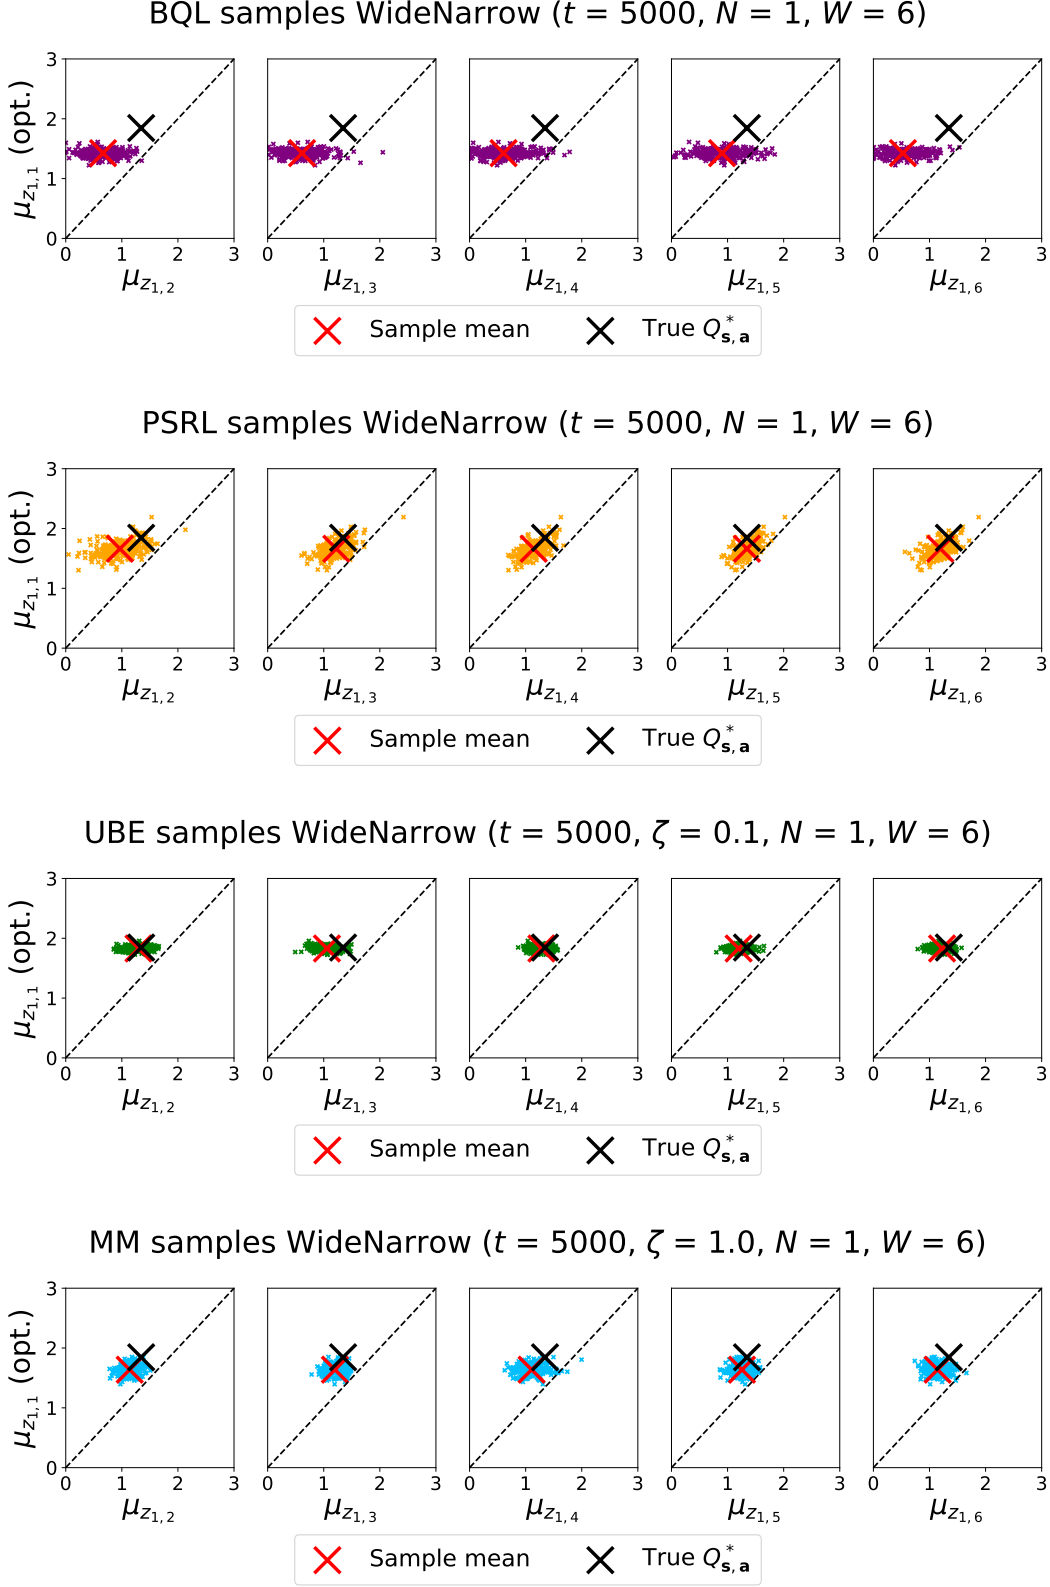 BQL samples WideNarrow (t = 5000, N = 1, W = 6)
μz1,1 (opt.)
3
2
1
0
0 1 2 3 0 1 2 3 0 1 2 3 0 1 2 3 0 1 2 3
μz1,2 μz1,3 μz1,4 μz1,5 μz1,6
Sample mean True Q*s,a
PSRL samples WideNarrow (t = 5000, N = 1, W = 6)
μz1,1 (opt.)
3
2
1
0
0 1 2 3 0 1 2 3 0 1 2 3 0 1 2 3 0 1 2 3
μz1,2 μz1,3 μz1,4 μz1,5 μz1,6
Sample mean True Q*s,a
UBE samples WideNarrow (t = 5000, ζ = 0.1, N = 1, W = 6)
μz1,1 (opt.)
3
2
1
0
0 1 2 3 0 1 2 3 0 1 2 3 0 1 2 3 0 1 2 3
μz1,2 μz1,3 μz1,4 μz1,5 μz1,6
Sample mean True Q*s,a
MM samples WideNarrow (t = 5000, ζ = 1.0, N = 1, W = 6)
μz1,1 (opt.)
3
2
1
0
0 1 2 3 0 1 2 3 0 1 2 3 0 1 2 3 0 1 2 3
μz1,2 μz1,3 μz1,4 μz1,5 μz1,6
Sample mean True Q*s,a